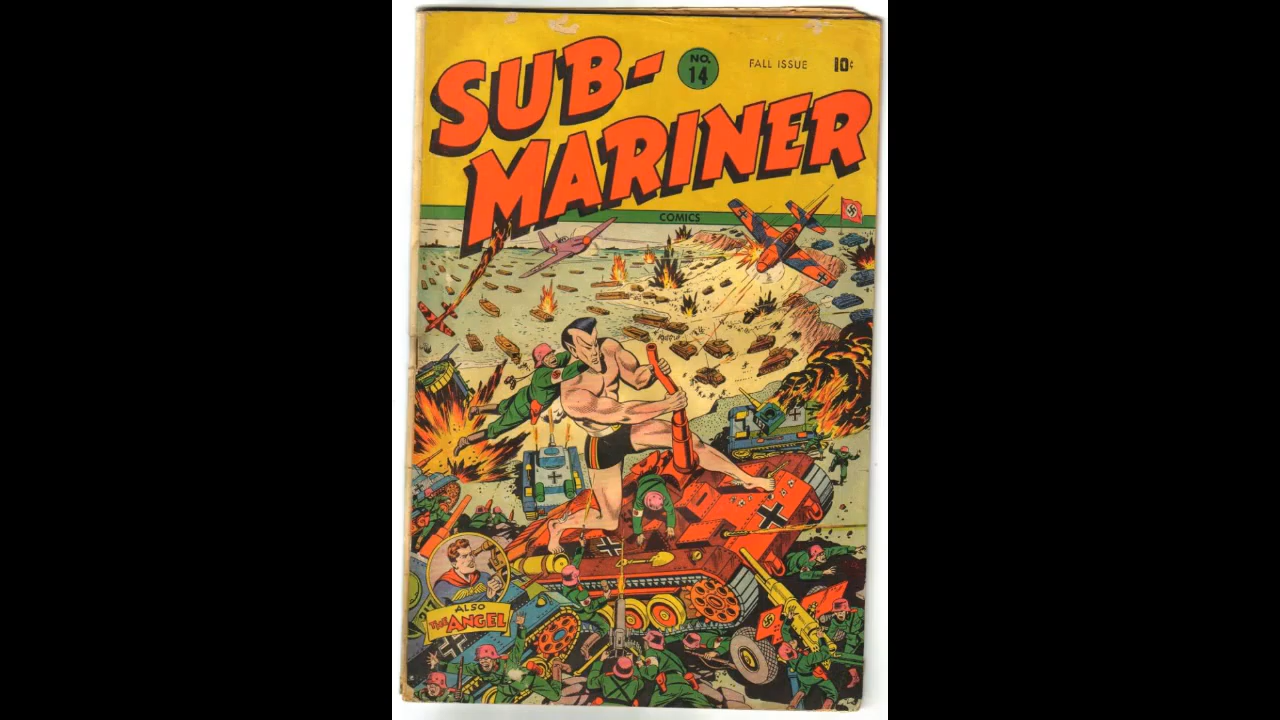 SUB-
MARINER
NO.
14
FALL ISSUE
10¢
COMICS
ALSO
THE ANGEL